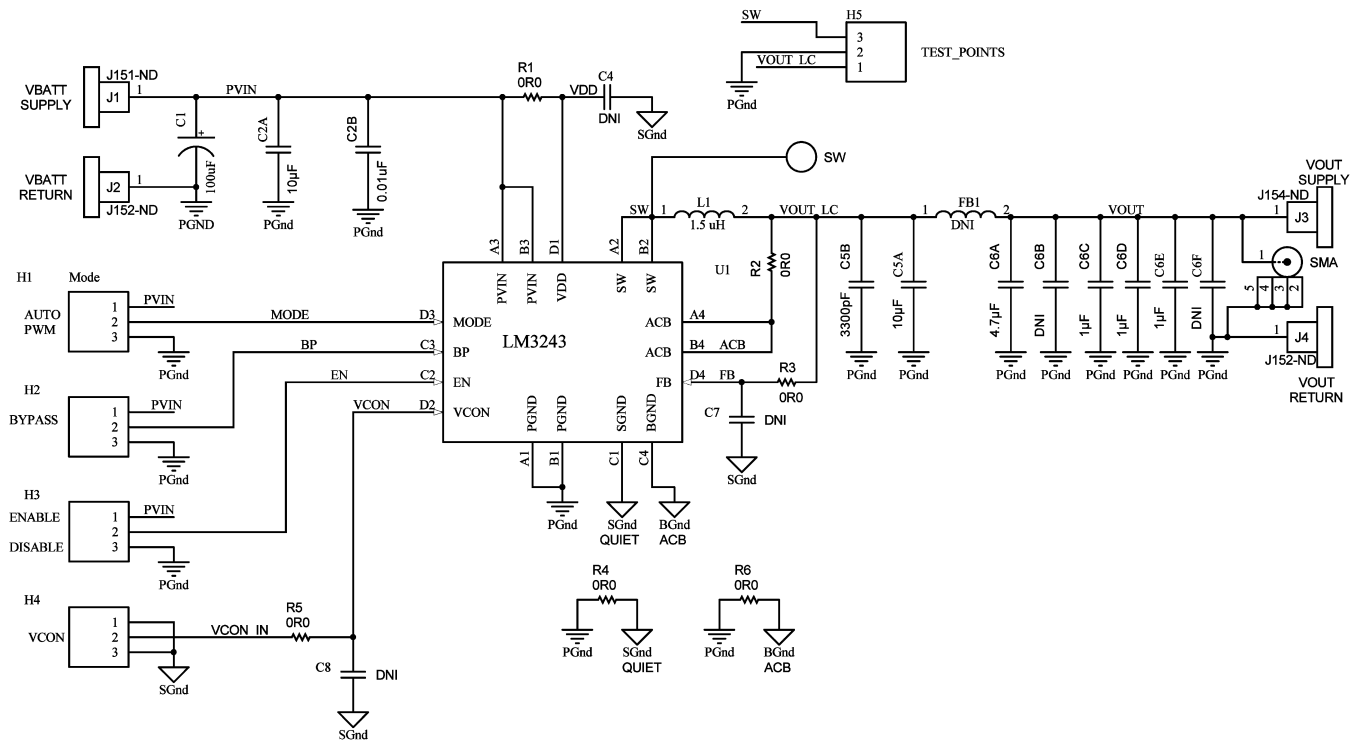 SW
H5
3
2
1
VOUT_LC
TEST_POINTS
PGnd
VBATT
SUPPLY
J151-ND
J1
1
PVIN
R1
0R0
VDD
C4
DNI
SGnd
C1
+
100uF
C2A
10µF
C2B
0.01uF
VBATT
RETURN
J2
1
J152-ND
PGND
PGnd
PGnd
SW
SW
1
L1
2
1.5 uH
VOUT_LC
1
FB1
2
DNI
VOUT
VOUT
SUPPLY
J154-ND
1
J3
A3
B3
D1
A2
B2
PVIN
PVIN
VDD
SW
SW
U1
R2
0R0
C5B
3300pF
C5A
10µF
C6A
4.7µF
C6B
DNI
C6C
1µF
C6D
1µF
C6E
1µF
C6F
DNI
1
SMA
5
4
3
2
1
J4
J152-ND
VOUT
RETURN
PGnd
PGnd
PGnd
PGnd
PGnd
PGnd
PGnd
PGnd
H1
Mode
AUTO
PWM
1
2
3
PVIN
MODE
D3
MODE
PGnd
LM3243
BP
C3
BP
EN
C2
EN
VCON
D2
VCON
ACB
A4
ACB
B4
ACB
FB
D4
FB
R3
0R0
C7
DNI
SGnd
H2
BYPASS
1
2
3
PVIN
PGnd
PGND
PGND
SGND
BGND
A1
B1
C1
C4
PGnd
SGnd
QUIET
BGnd
ACB
H3
ENABLE
DISABLE
1
2
3
PVIN
PGnd
H4
VCON
1
2
3
VCON_IN
R5
0R0
SGnd
C8
DNI
SGnd
R4
0R0
PGnd
SGnd
QUIET
R6
0R0
PGnd
BGnd
ACB